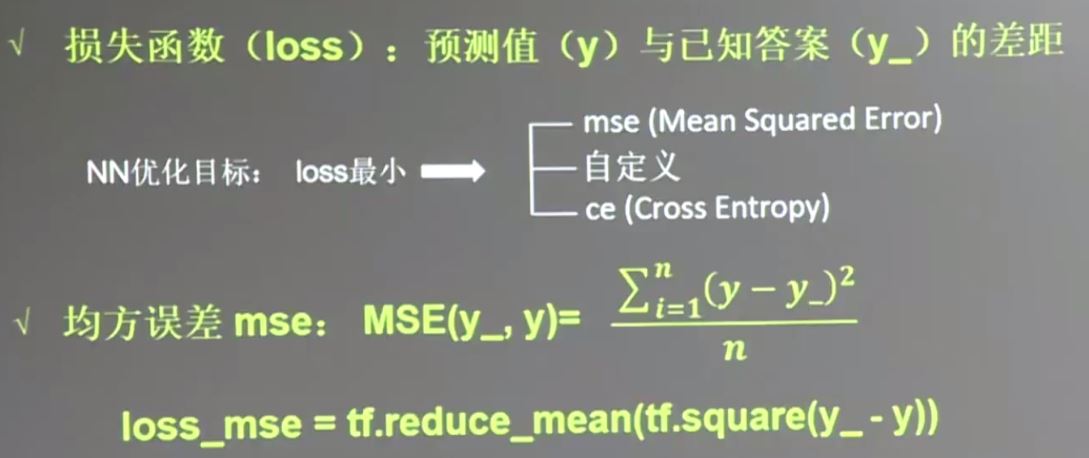 √ 损失函数（loss）：预测值（y）与已知答案（y_）的差距
NN优化目标： loss最小
mse (Mean Squared Error)
自定义
ce (Cross Entropy)
√ 均方误差 mse： MSE(y_, y)= \frac{\sum_{i=1}^{n}(y-y\_)^2}{n}
loss_mse = tf.reduce_mean(tf.square(y_ - y))